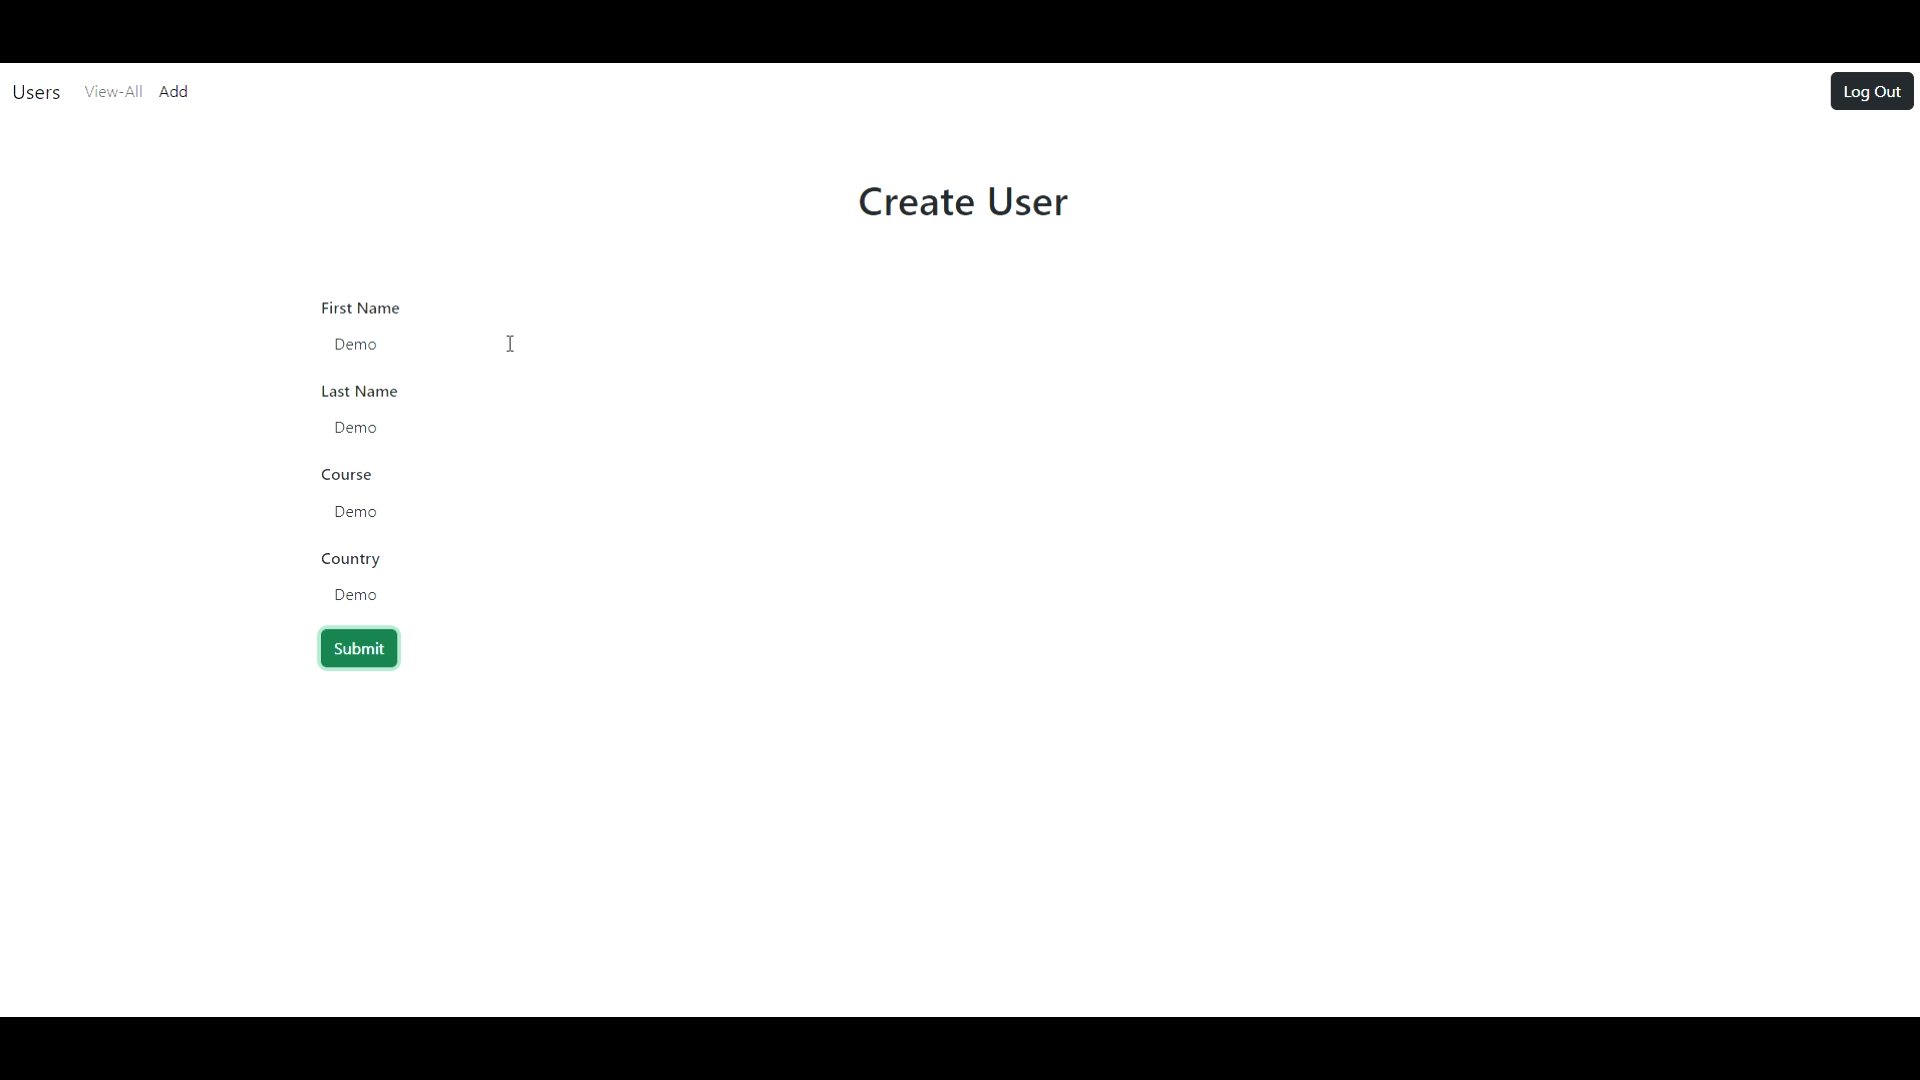 Users View-All Add Log Out
Create User
First Name
Demo
Last Name
Demo
Course
Demo
Country
Demo
Submit